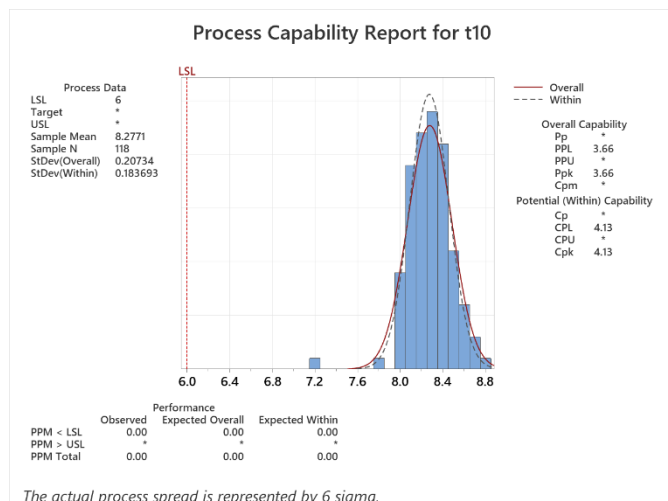 Process Capability Report for t10
LSL
Process Data
LSL 6
Target *
USL *
Sample Mean 8.2771
Sample N 118
StDev(Overall) 0.20734
StDev(Within) 0.183693
Overall
Within
Overall Capability
Pp *
PPL 3.66
PPU *
Ppk 3.66
Cpm *
Potential (Within) Capability
Cp *
CPL 4.13
CPU *
Cpk 4.13
6.0 6.4 6.8 7.2 7.6 8.0 8.4 8.8
Performance
Observed Expected Overall Expected Within
PPM < LSL 0.00 0.00 0.00
PPM > USL * * *
PPM Total 0.00 0.00 0.00
The actual process spread is represented by 6 sigma.